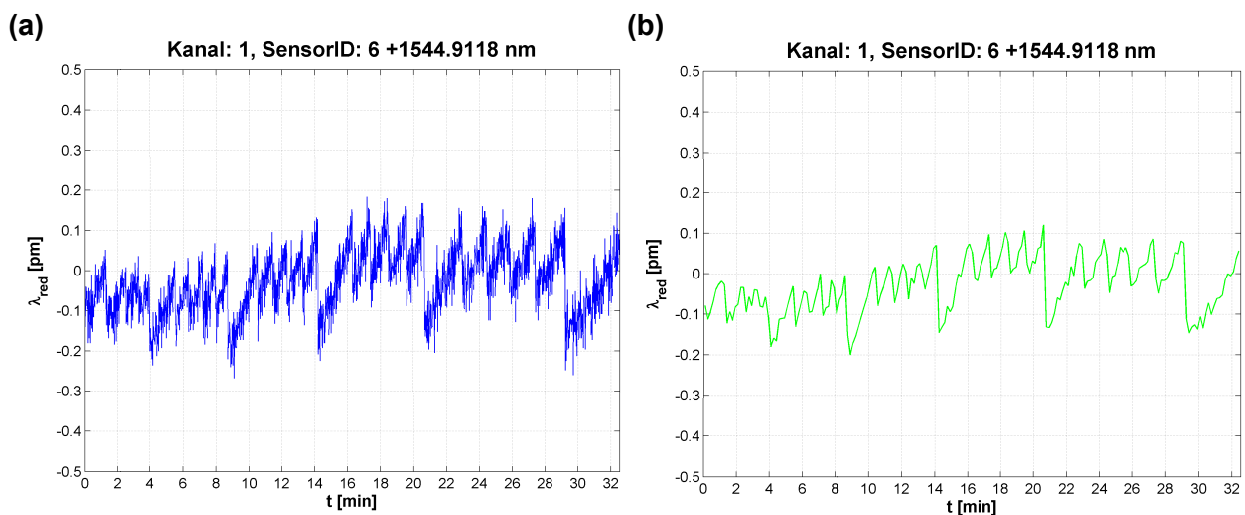 (a)
Kanal: 1, SensorID: 6 +1544.9118 nm
0.5
0.4
0.3
0.2
0.1
0
-0.1
-0.2
-0.3
-0.4
-0.5
λred [pm]
0 2 4 6 8 10 12 14 16 18 20 22 24 26 28 30 32
t [min]
(b)
Kanal: 1, SensorID: 6 +1544.9118 nm
0.5
0.4
0.3
0.2
0.1
0
-0.1
-0.2
-0.3
-0.4
-0.5
λred [pm]
0 2 4 6 8 10 12 14 16 18 20 22 24 26 28 30 32
t [min]